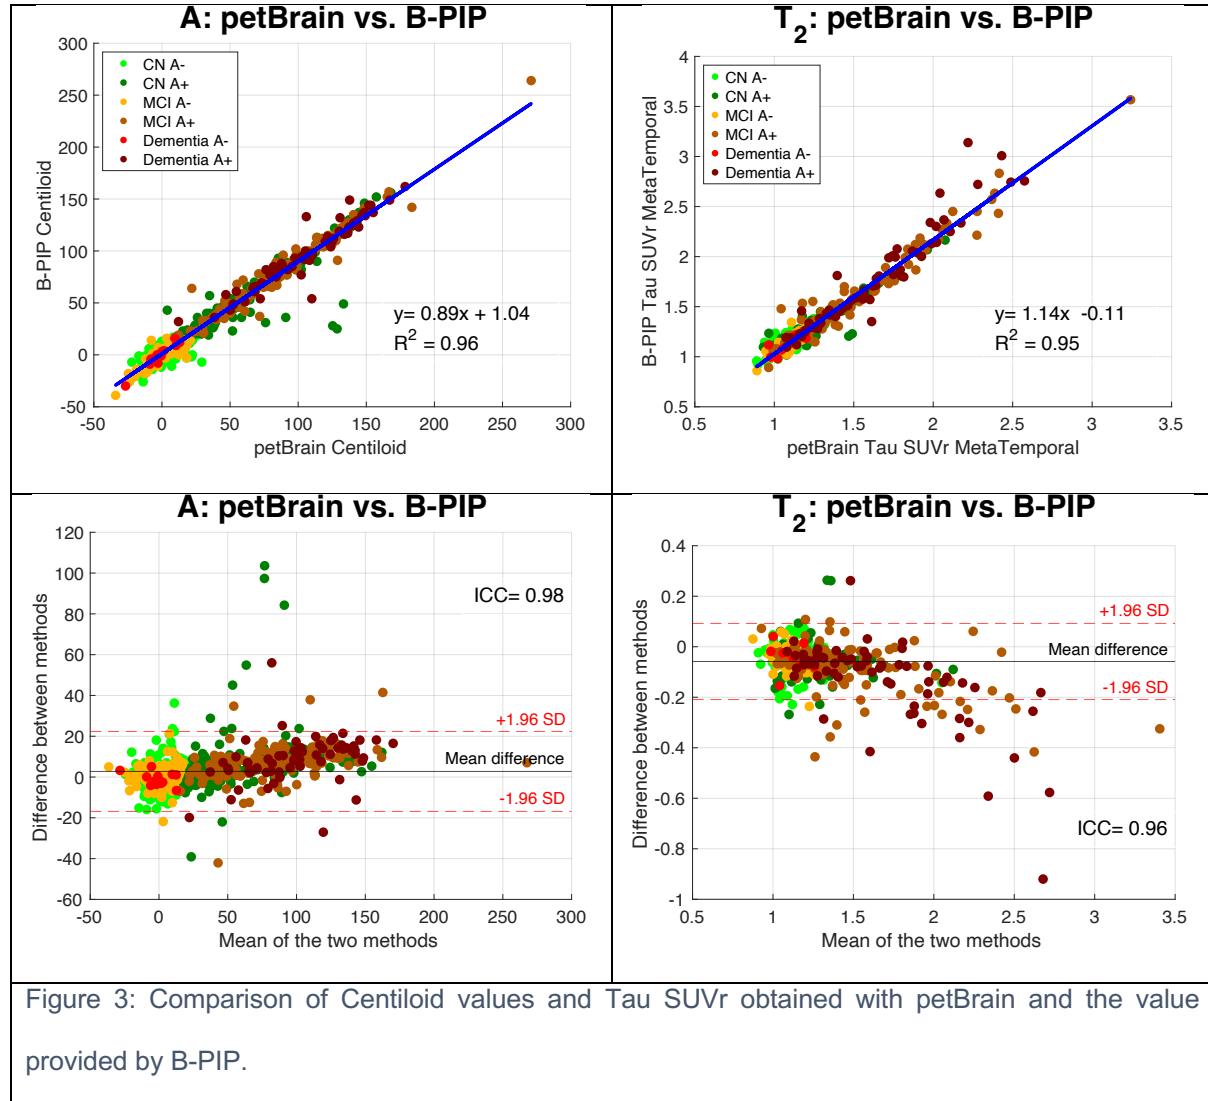 A: petBrain vs. B-PIP
300
250
200
150
100
50
0
-50
B-PIP Centiloid
CN A-
CN A+
MCI A-
MCI A+
Dementia A-
Dementia A+
y= 0.89x + 1.04
R² = 0.96
-50 0 50 100 150 200 250 300
petBrain Centiloid
T₂: petBrain vs. B-PIP
4
3.5
3
2.5
2
1.5
1
0.5
B-PIP Tau SUVr MetaTemporal
CN A-
CN A+
MCI A-
MCI A+
Dementia A-
Dementia A+
y= 1.14x -0.11
R² = 0.95
0.5 1 1.5 2 2.5 3 3.5
petBrain Tau SUVr MetaTemporal
A: petBrain vs. B-PIP
120
100
80
60
40
20
0
-20
-40
-60
Difference between methods
ICC= 0.98
+1.96 SD
Mean difference
-1.96 SD
-50 0 50 100 150 200 250 300
Mean of the two methods
T₂: petBrain vs. B-PIP
0.4
0.2
0
-0.2
-0.4
-0.6
-0.8
-1
Difference between methods
+1.96 SD
Mean difference
-1.96 SD
ICC= 0.96
0.5 1 1.5 2 2.5 3 3.5
Mean of the two methods
Figure 3: Comparison of Centiloid values and Tau SUVr obtained with petBrain and the value
provided by B-PIP.